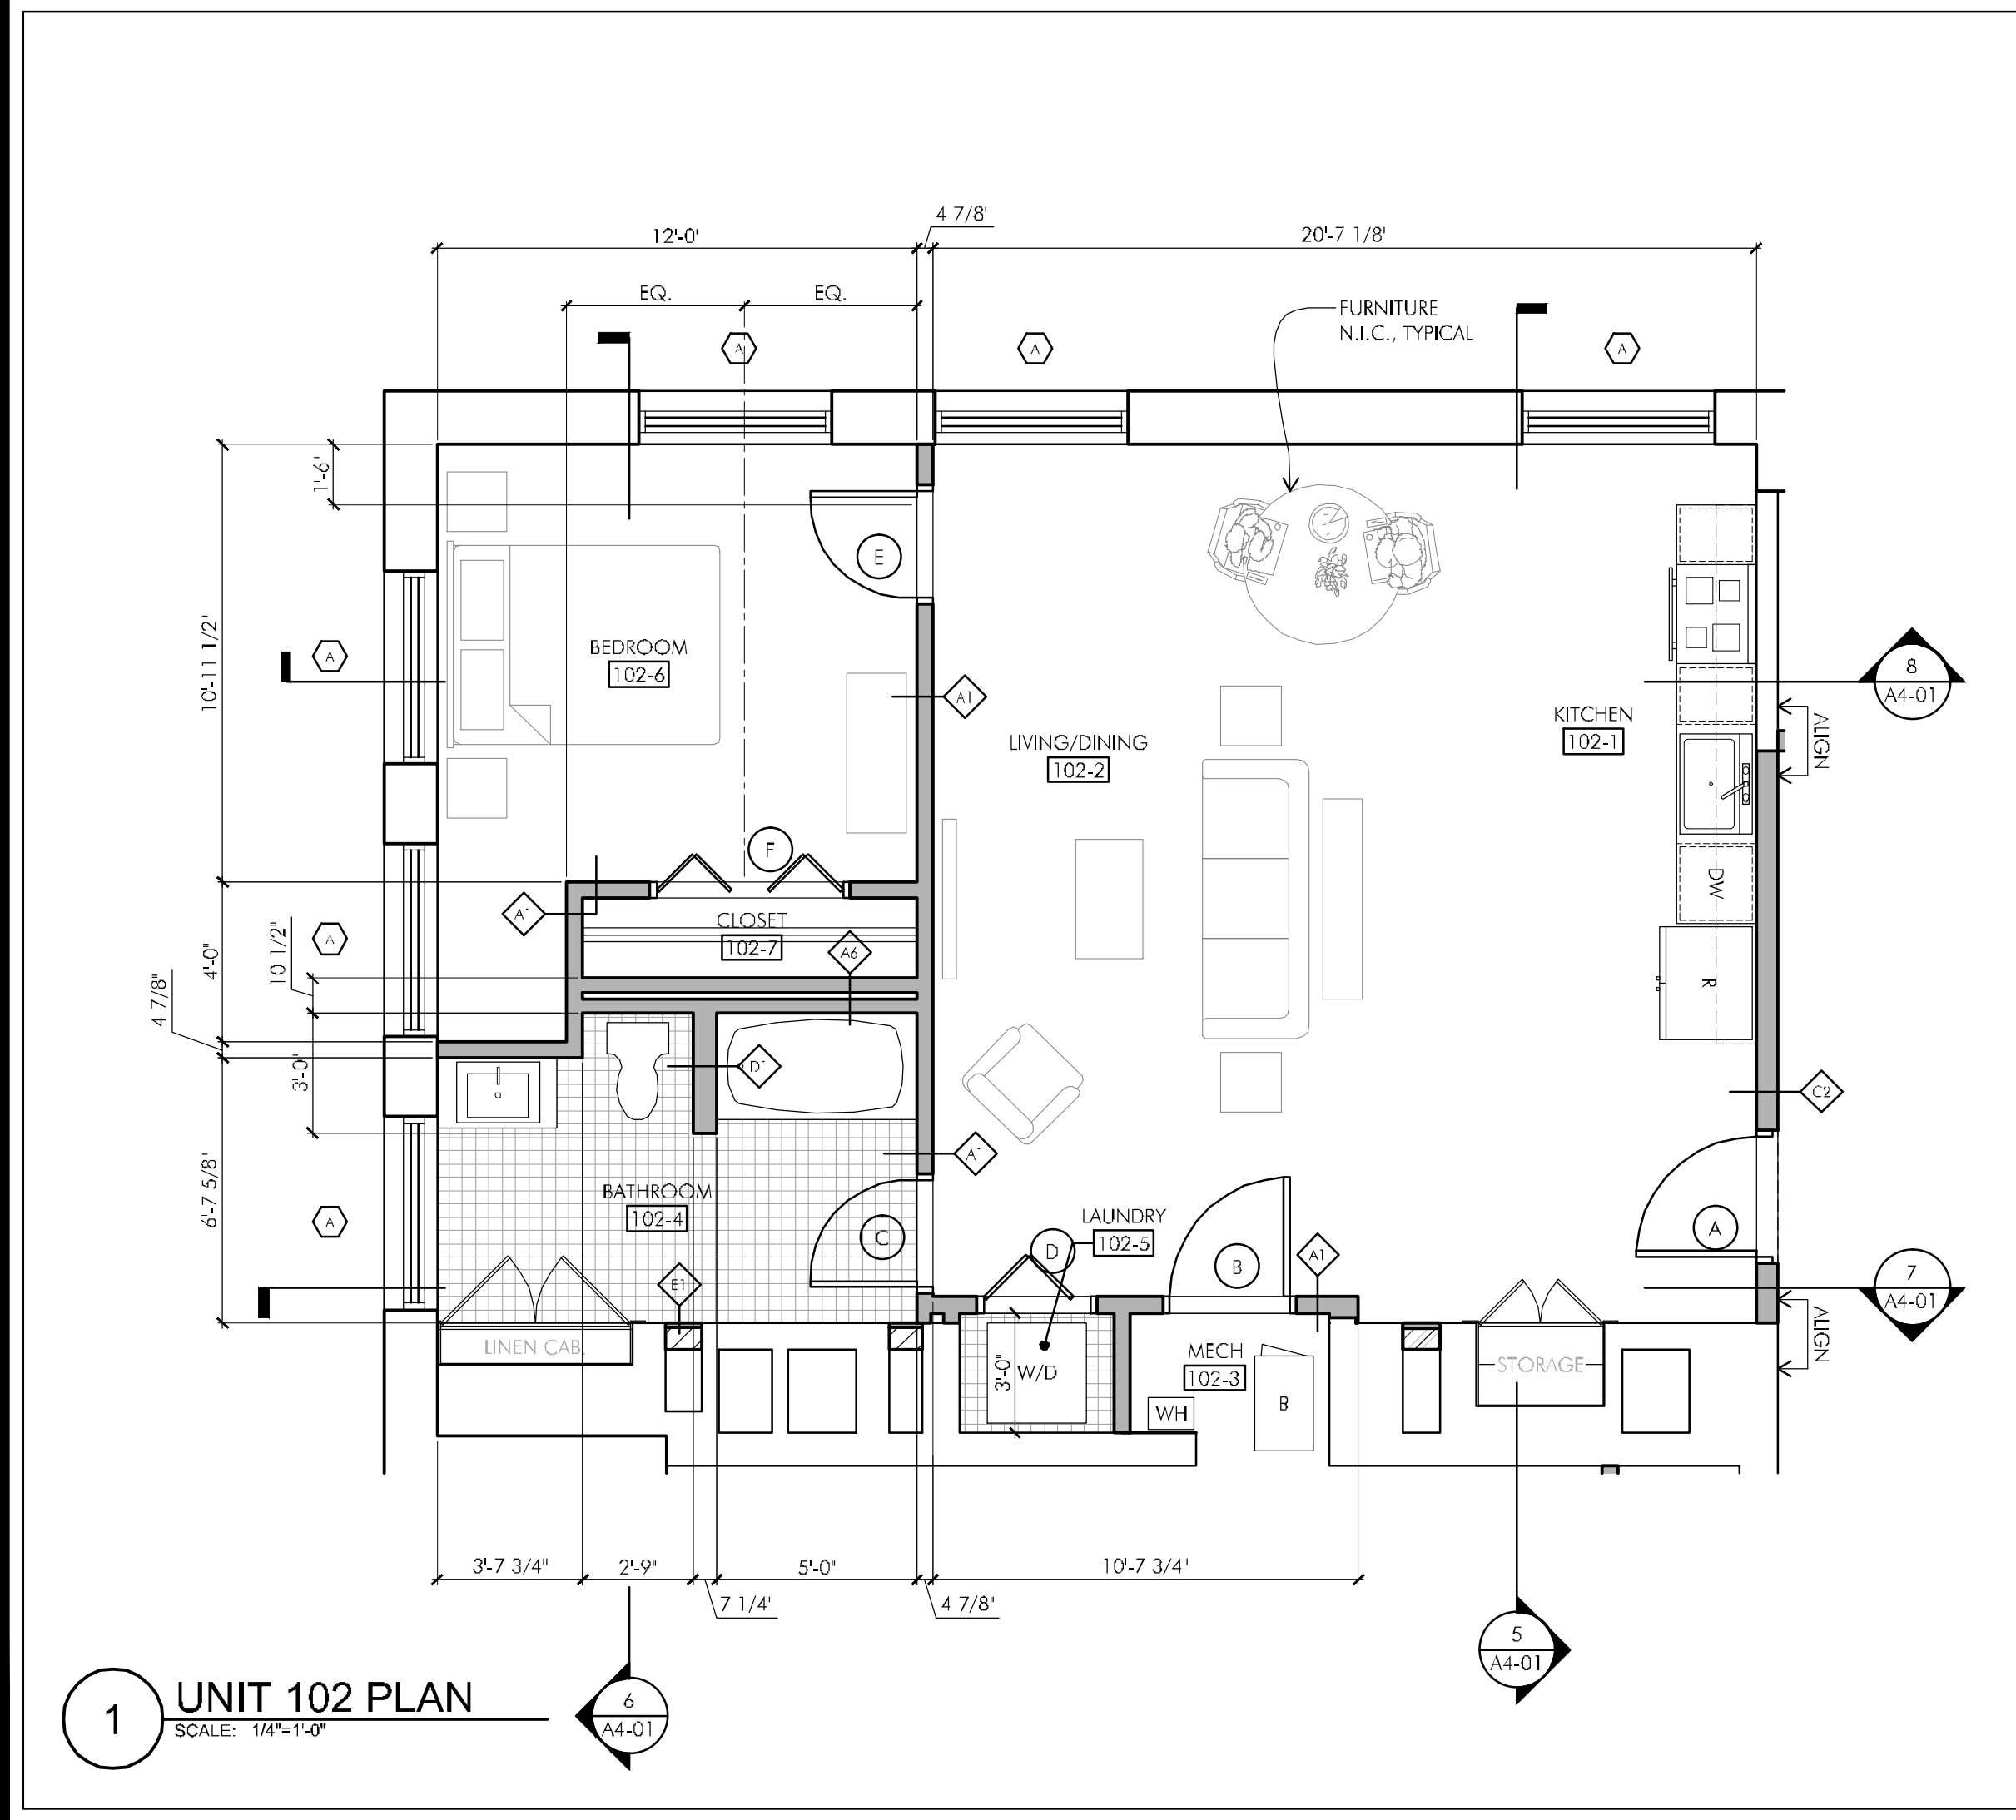 4 7/8'
12'-0'
20'-7 1/8'
EQ.
EQ.
FURNITURE
N.I.C., TYPICAL
A
A
A
1'-6'
E
10'-11 1/2'
A
BEDROOM
102-6
A1
8
A4-01
KITCHEN
102-1
LIVING/DINING
102-2
ALIGN
F
DW
A'
CLOSET
102-7
A6
A
4'-0"
10 1/2"
4 7/8"
R
3'-0'
D'
C2
A'
6'-7 5/8'
A
BATHROOM
102-4
LAUNDRY
102-5
C
D
B
A1
A
E1
7
A4-01
LINEN CAB.
3'-0"
W/D
MECH
102-3
STORAGE
ALIGN
WH
B
3'-7 3/4"
2'-9"
5'-0"
10'-7 3/4'
7 1/4'
4 7/8"
5
A4-01
1
UNIT 102 PLAN
SCALE: 1/4"=1'-0"
6
A4-01